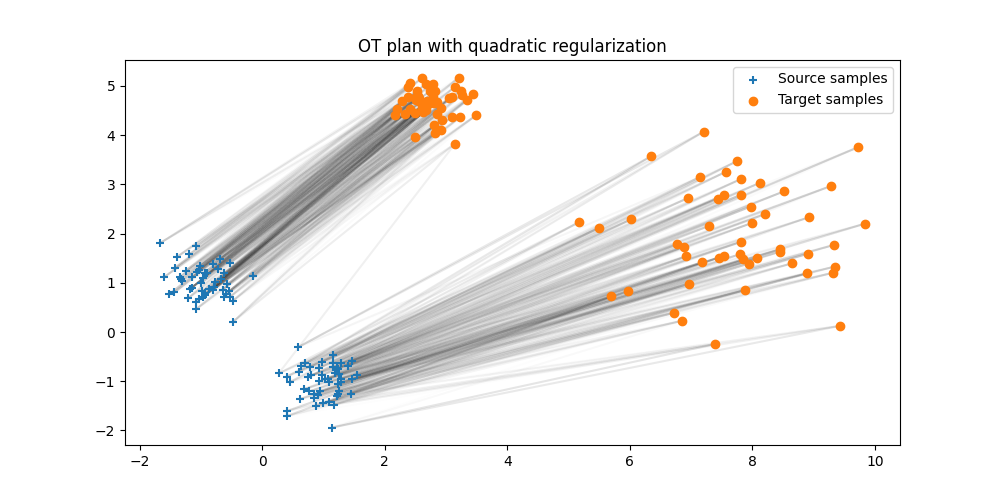 OT plan with quadratic regularization
Source samples
Target samples
5
4
3
2
1
0
−1
−2
−2 0 2 4 6 8 10